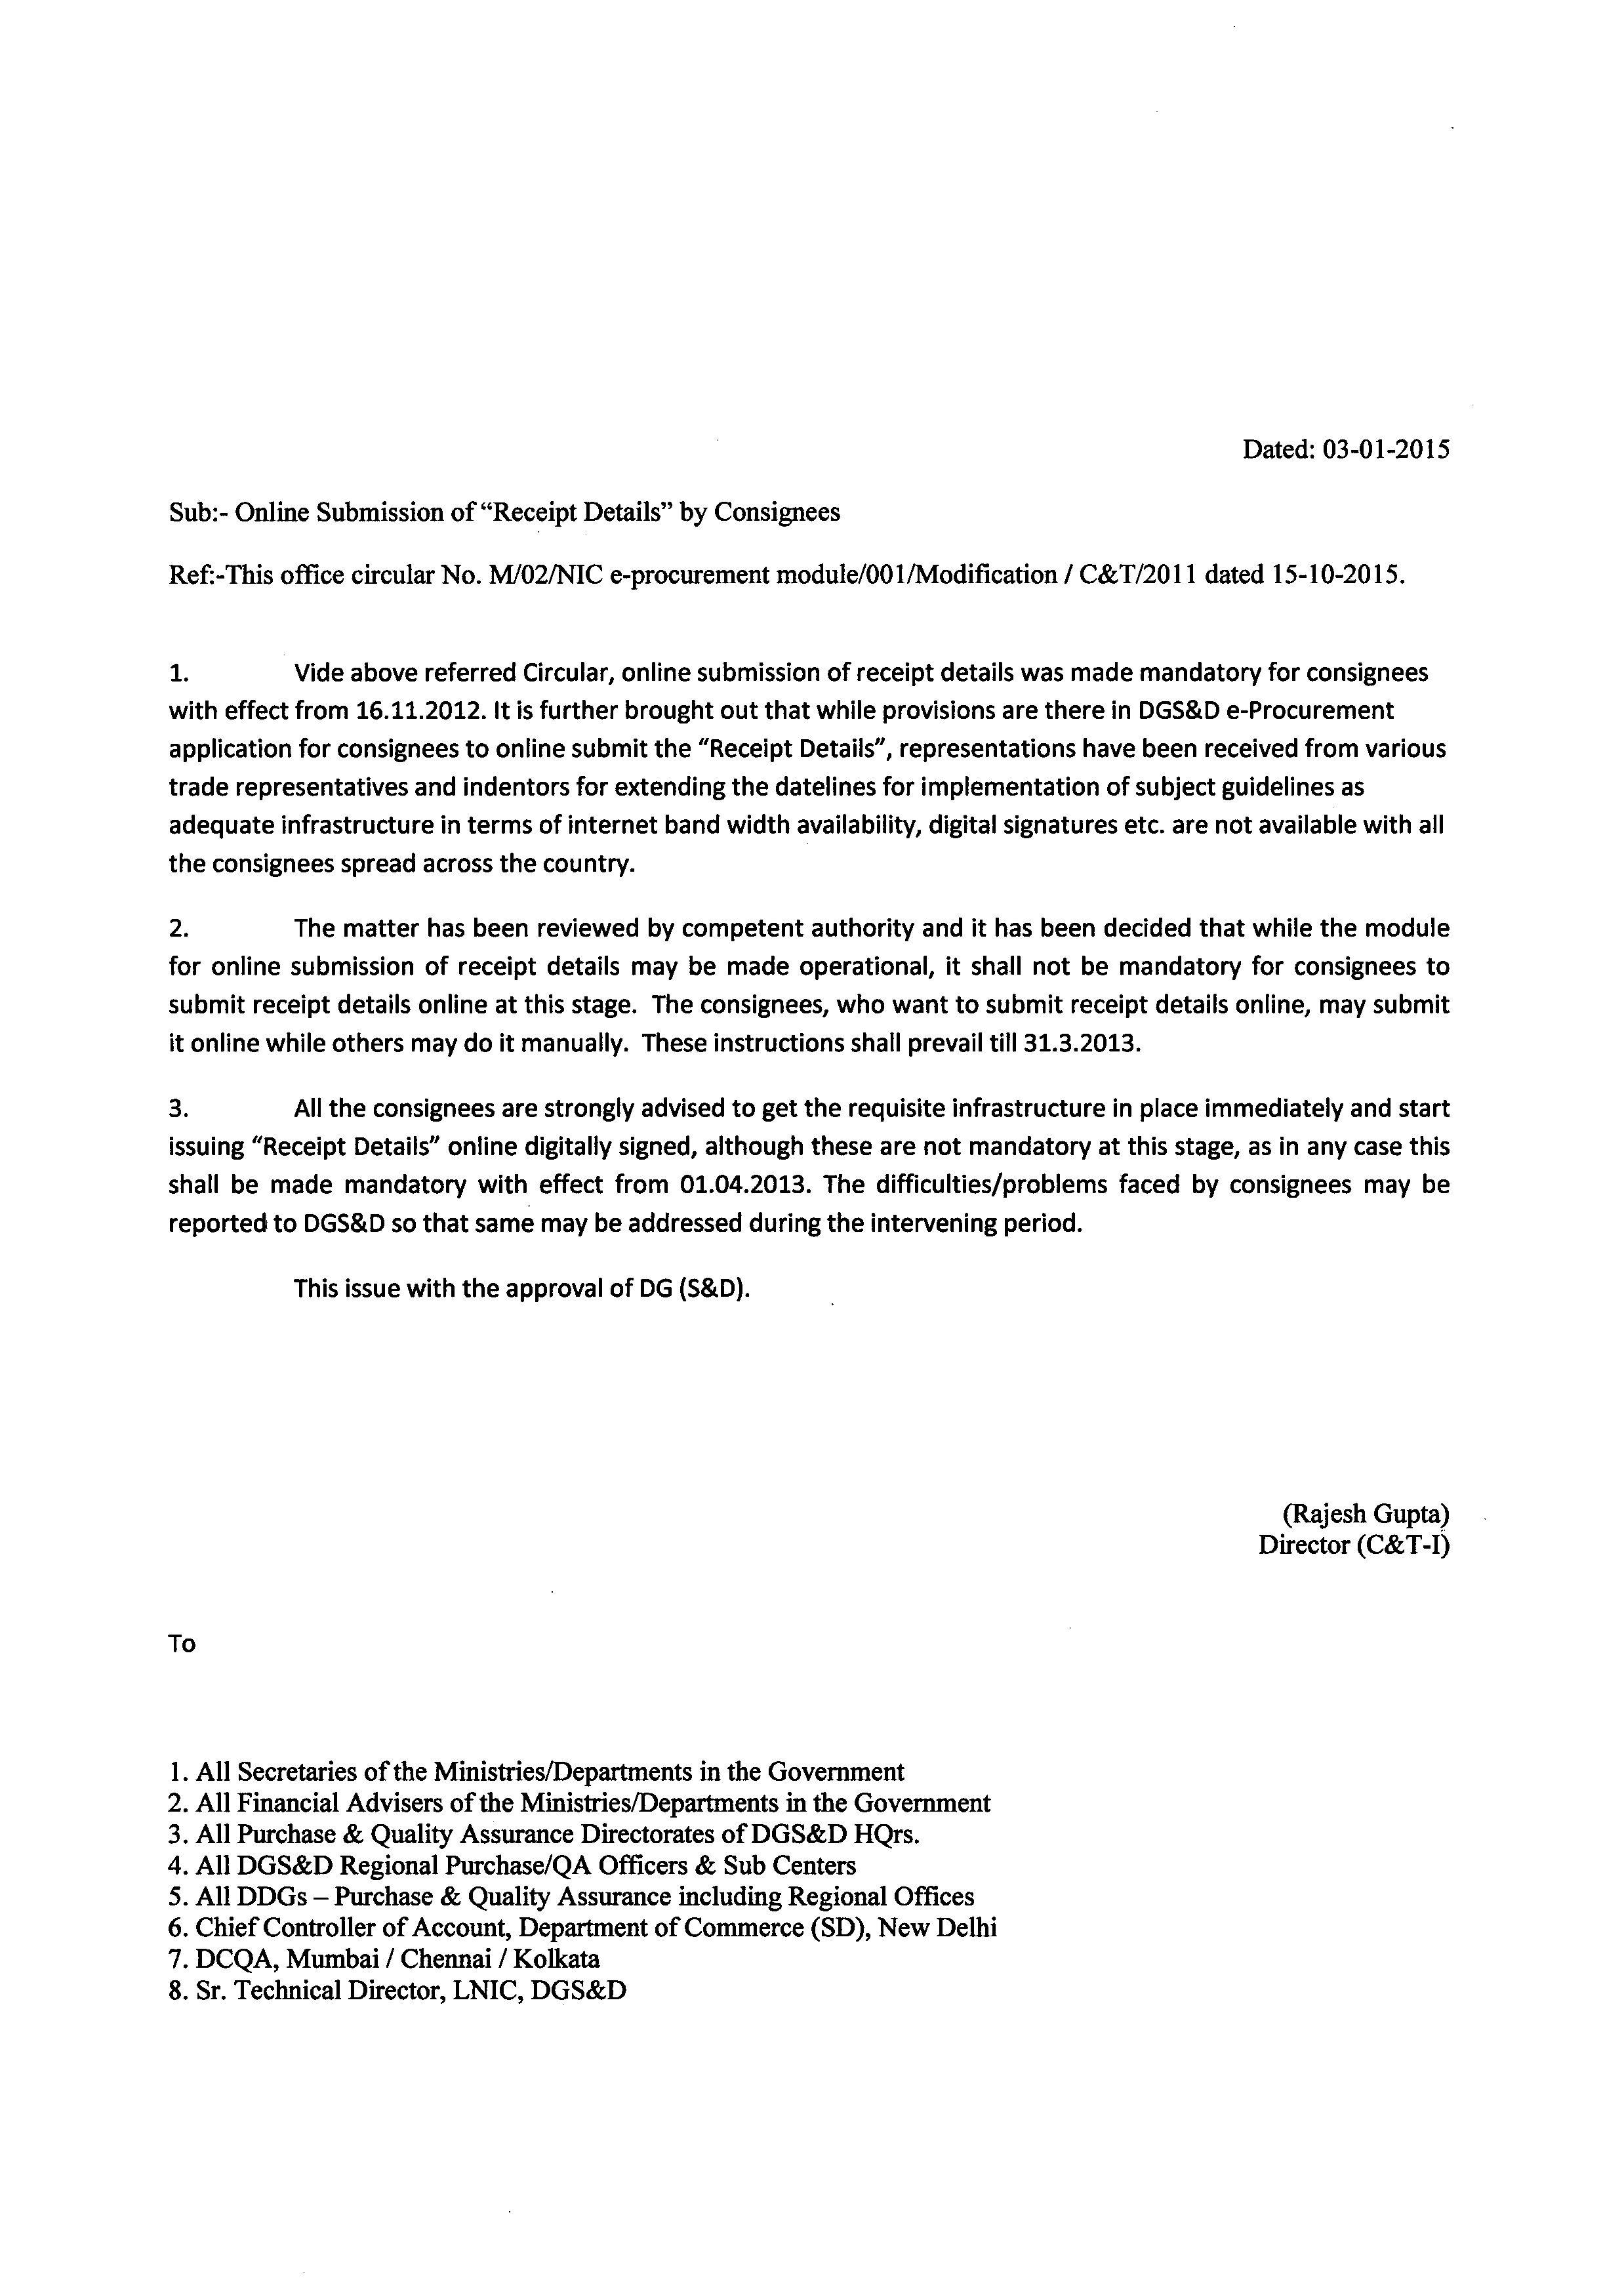 Dated: 03-01-2015
Sub:- Online Submission of “Receipt Details” by Consignees
Ref:-This office circular No. M/02/NIC e-procurement module/001/Modification / C&T/2011 dated 15-10-2015.
1. Vide above referred Circular, online submission of receipt details was made mandatory for consignees
with effect from 16.11.2012. It is further brought out that while provisions are there in DGS&D e-Procurement
application for consignees to online submit the “Receipt Details”, representations have been received from various
trade representatives and indentors for extending the datelines for implementation of subject guidelines as
adequate infrastructure in terms of internet band width availability, digital signatures etc. are not available with all
the consignees spread across the country.
2. The matter has been reviewed by competent authority and it has been decided that while the module
for online submission of receipt details may be made operational, it shall not be mandatory for consignees to
submit receipt details online at this stage. The consignees, who want to submit receipt details online, may submit
it online while others may do it manually. These instructions shall prevail till 31.3.2013.
3. All the consignees are strongly advised to get the requisite infrastructure in place immediately and start
issuing “Receipt Details” online digitally signed, although these are not mandatory at this stage, as in any case this
shall be made mandatory with effect from 01.04.2013. The difficulties/problems faced by consignees may be
reported to DGS&D so that same may be addressed during the intervening period.
This issue with the approval of DG (S&D).
(Rajesh Gupta)
Director (C&T-I)
To
1. All Secretaries of the Ministries/Departments in the Government
2. All Financial Advisers of the Ministries/Departments in the Government
3. All Purchase & Quality Assurance Directorates of DGS&D HQrs.
4. All DGS&D Regional Purchase/QA Officers & Sub Centers
5. All DDGs – Purchase & Quality Assurance including Regional Offices
6. Chief Controller of Account, Department of Commerce (SD), New Delhi
7. DCQA, Mumbai / Chennai / Kolkata
8. Sr. Technical Director, LNIC, DGS&D